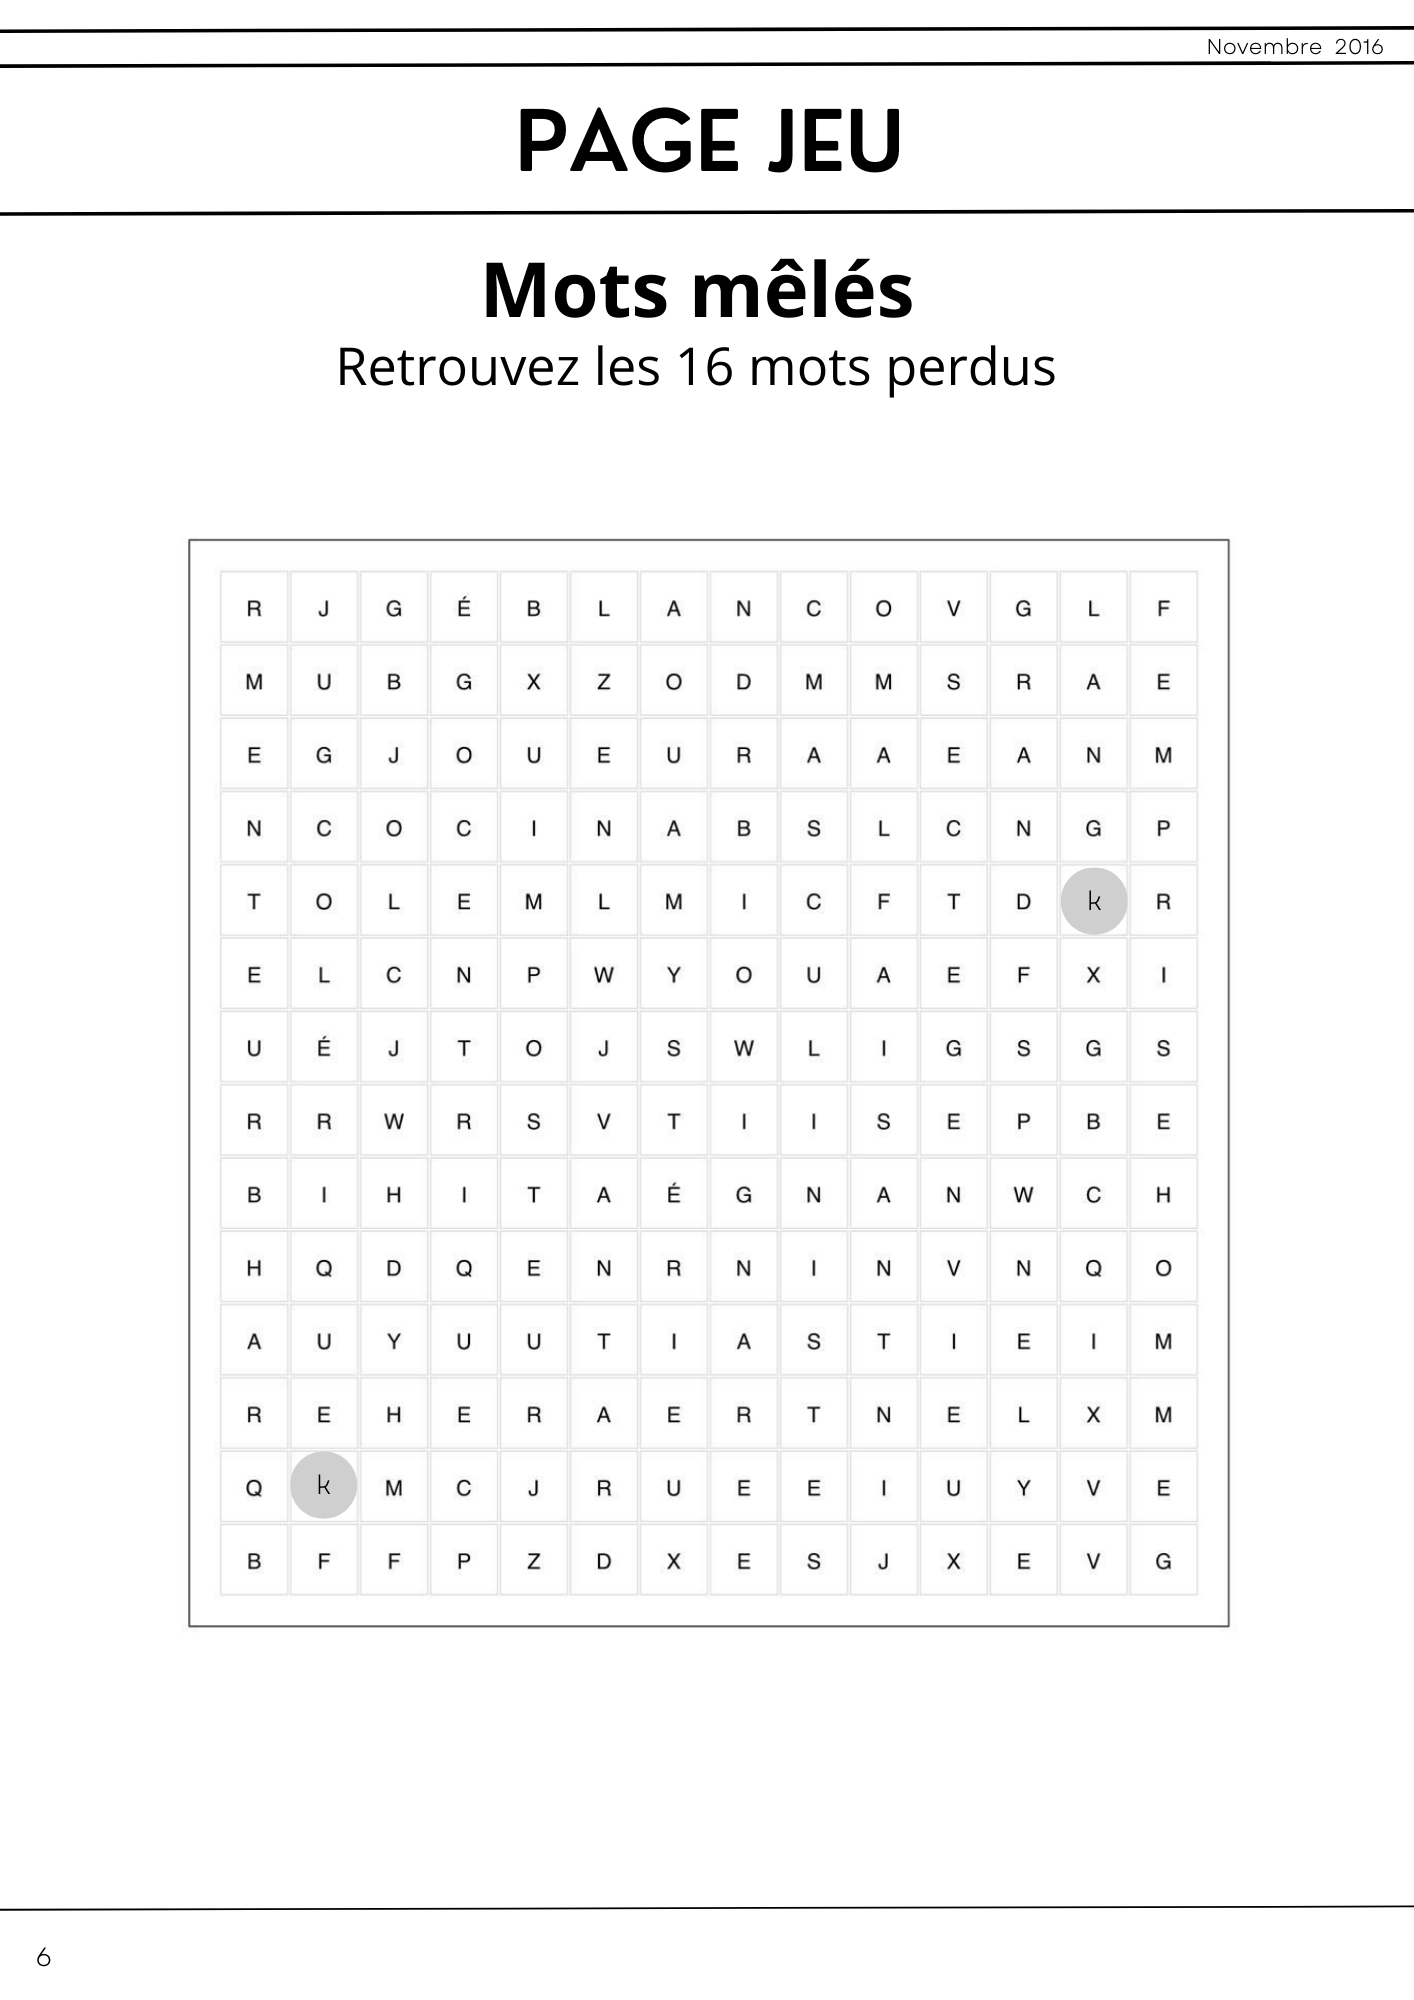 Novembre 2016
PAGE JEU
Mots mêlés
Retrouvez les 16 mots perdus
R J G É B L A N C O V G L F
M U B G X Z O D M M S R A E
E G J O U E U R A A E A N M
N C O C I N A B S L C N G P
T O L E M L M I C F T D k R
E L C N P W Y O U A E F X I
U É J T O J S W L I G S G S
R R W R S V T I I S E P B E
B I H I T A É G N A N W C H
H Q D Q E N R N I N V N Q O
A U Y U U T I A S T I E I M
R E H E R A E R T N E L X M
Q k M C J R U E E I U Y V E
B F F P Z D X E S J X E V G
6